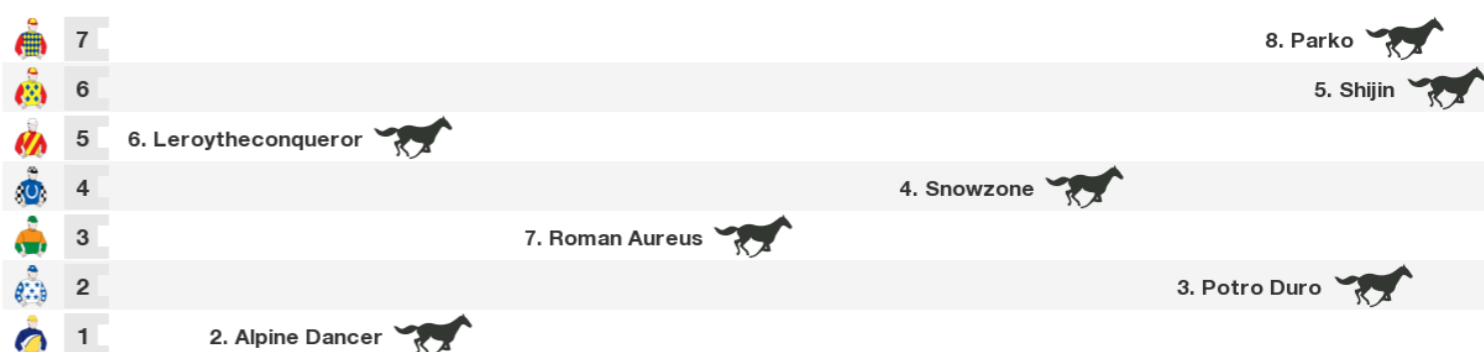 7 8. Parko
6 5. Shijin
5 6. Leroytheconqueror
4 4. Snowzone
3 7. Roman Aureus
2 3. Potro Duro
1 2. Alpine Dancer